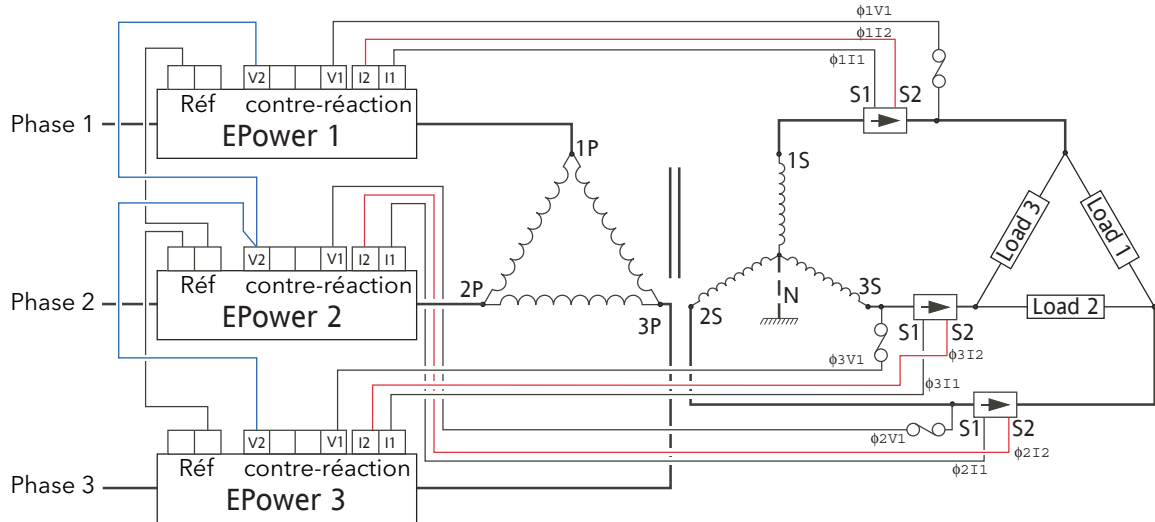 ϕ1V1
ϕ1I2
ϕ1I1
V2 V1 I2 I1
Réf contre-réaction
EPower 1
Phase 1
S1 S2
1P
1S
Load 3
Load 1
V2 V1 I2 I1
Réf contre-réaction
EPower 2
Phase 2
2P
3P
2S
N
3S
S1 S2
Load 2
ϕ3V1
ϕ3I2
ϕ3I1
S1 S2
ϕ2V1
ϕ2I2
ϕ2I1
V2 V1 I2 I1
Réf contre-réaction
EPower 3
Phase 3